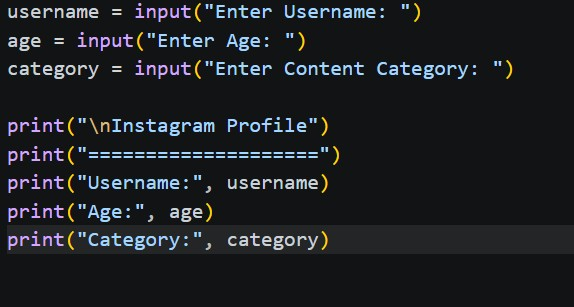 username = input("Enter Username: ")
age = input("Enter Age: ")
category = input("Enter Content Category: ")
print("\nInstagram Profile")
print("====================")
print("Username:", username)
print("Age:", age)
print("Category:", category)